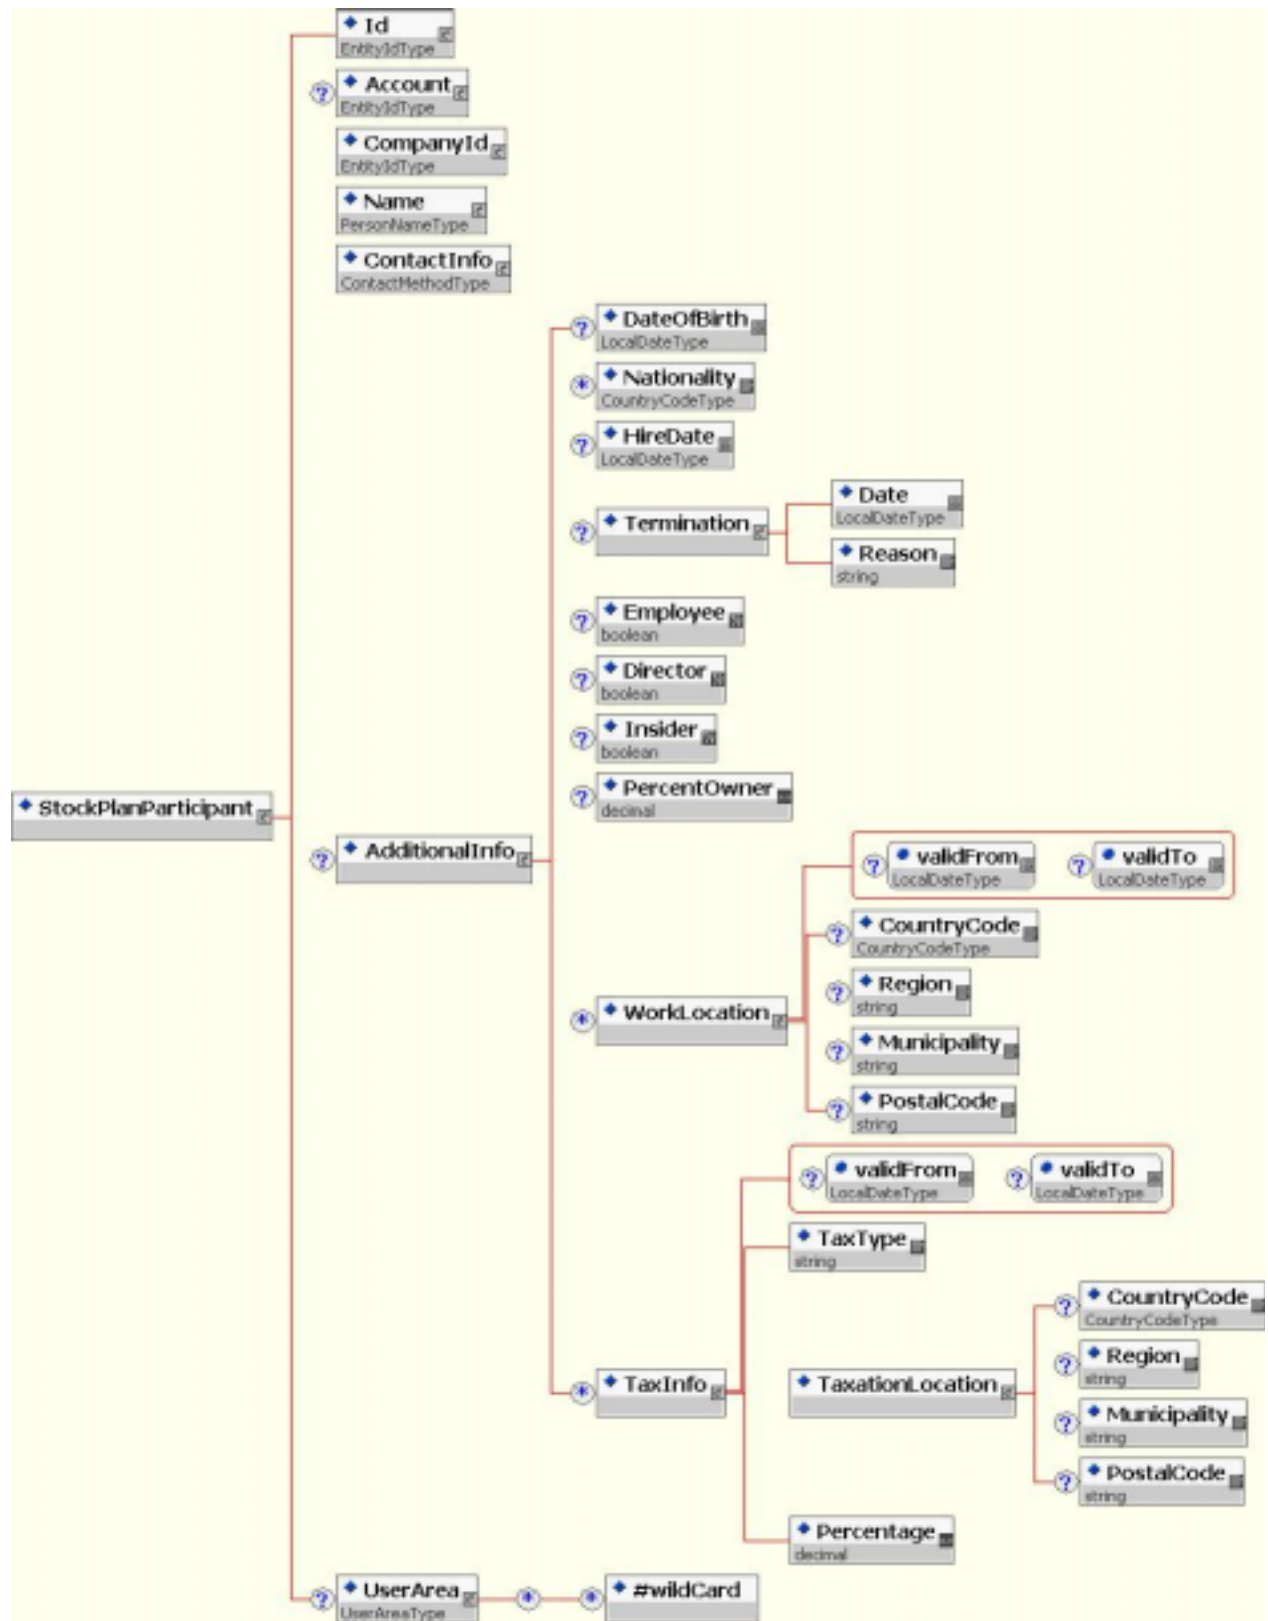 Id
EntityIdType
? Account
EntityIdType
CompanyId
EntityIdType
Name
PersonNameType
ContactInfo
ContactMethodType
? DateOfBirth
LocalDateType
* Nationality
CountryCodeType
? HireDate
LocalDateType
? Termination
Date
LocalDateType
Reason
string
? Employee
boolean
? Director
boolean
? Insider
boolean
? PercentOwner
decimal
StockPlanParticipant
? AdditionalInfo
? validFrom ? validTo
LocalDateType LocalDateType
? CountryCode
CountryCodeType
? Region
string
* WorkLocation
? Municipality
string
? PostalCode
string
? validFrom ? validTo
LocalDateType LocalDateType
TaxType
string
? CountryCode
CountryCodeType
? Region
string
* TaxInfo
TaxationLocation
? Municipality
string
? PostalCode
string
Percentage
decimal
? UserArea * * #wildCard
UserAreaType